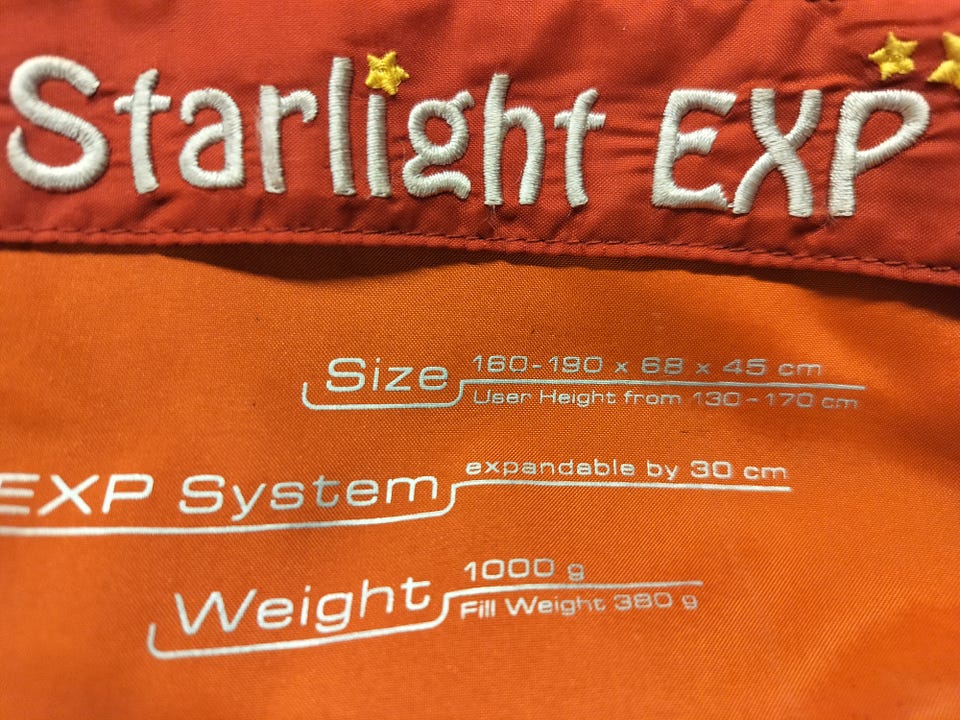 Starlight EXP
Size 160-190 x 68 x 45 cm
User Height from 130-170 cm
EXP System expandable by 30 cm
Weight 1000 g
Fill Weight 380 g